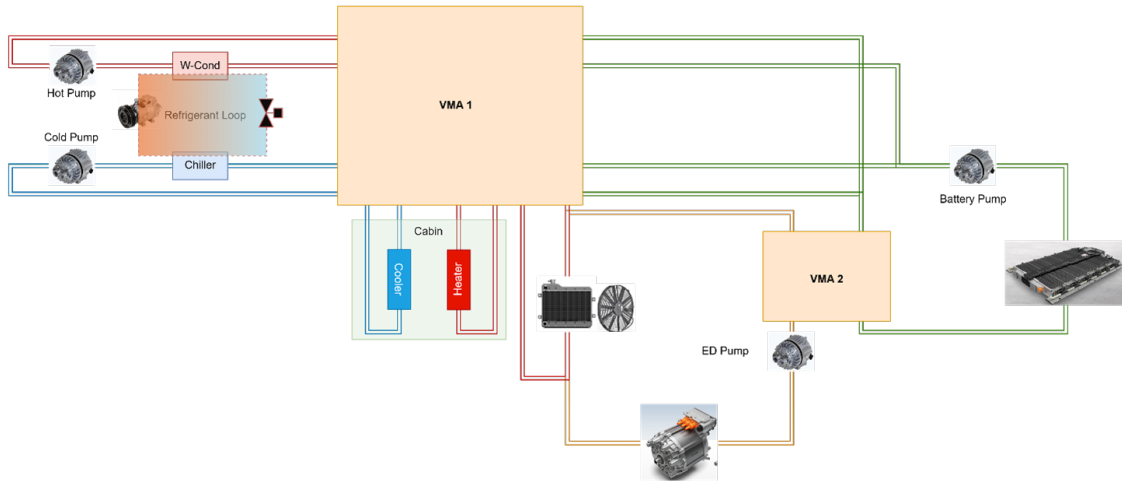 W-Cond
VMA 1
Hot Pump
Refrigerant Loop
Cold Pump
Chiller
Battery Pump
Cabin
Cooler
Heater
VMA 2
ED Pump